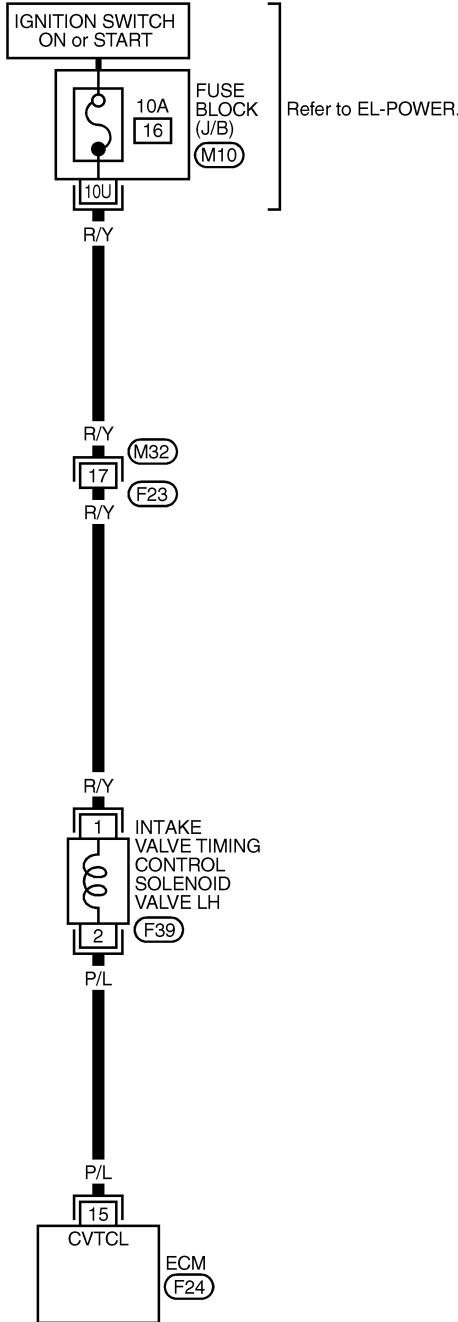 IGNITION SWITCH
ON or START
10A
16
FUSE
BLOCK
(J/B)
M10
Refer to EL-POWER.
10U
R/Y
R/Y
M32
17
F23
R/Y
R/Y
1
INTAKE
VALVE TIMING
CONTROL
SOLENOID
VALVE LH
2
F39
P/L
P/L
15
CVTCL
ECM
F24